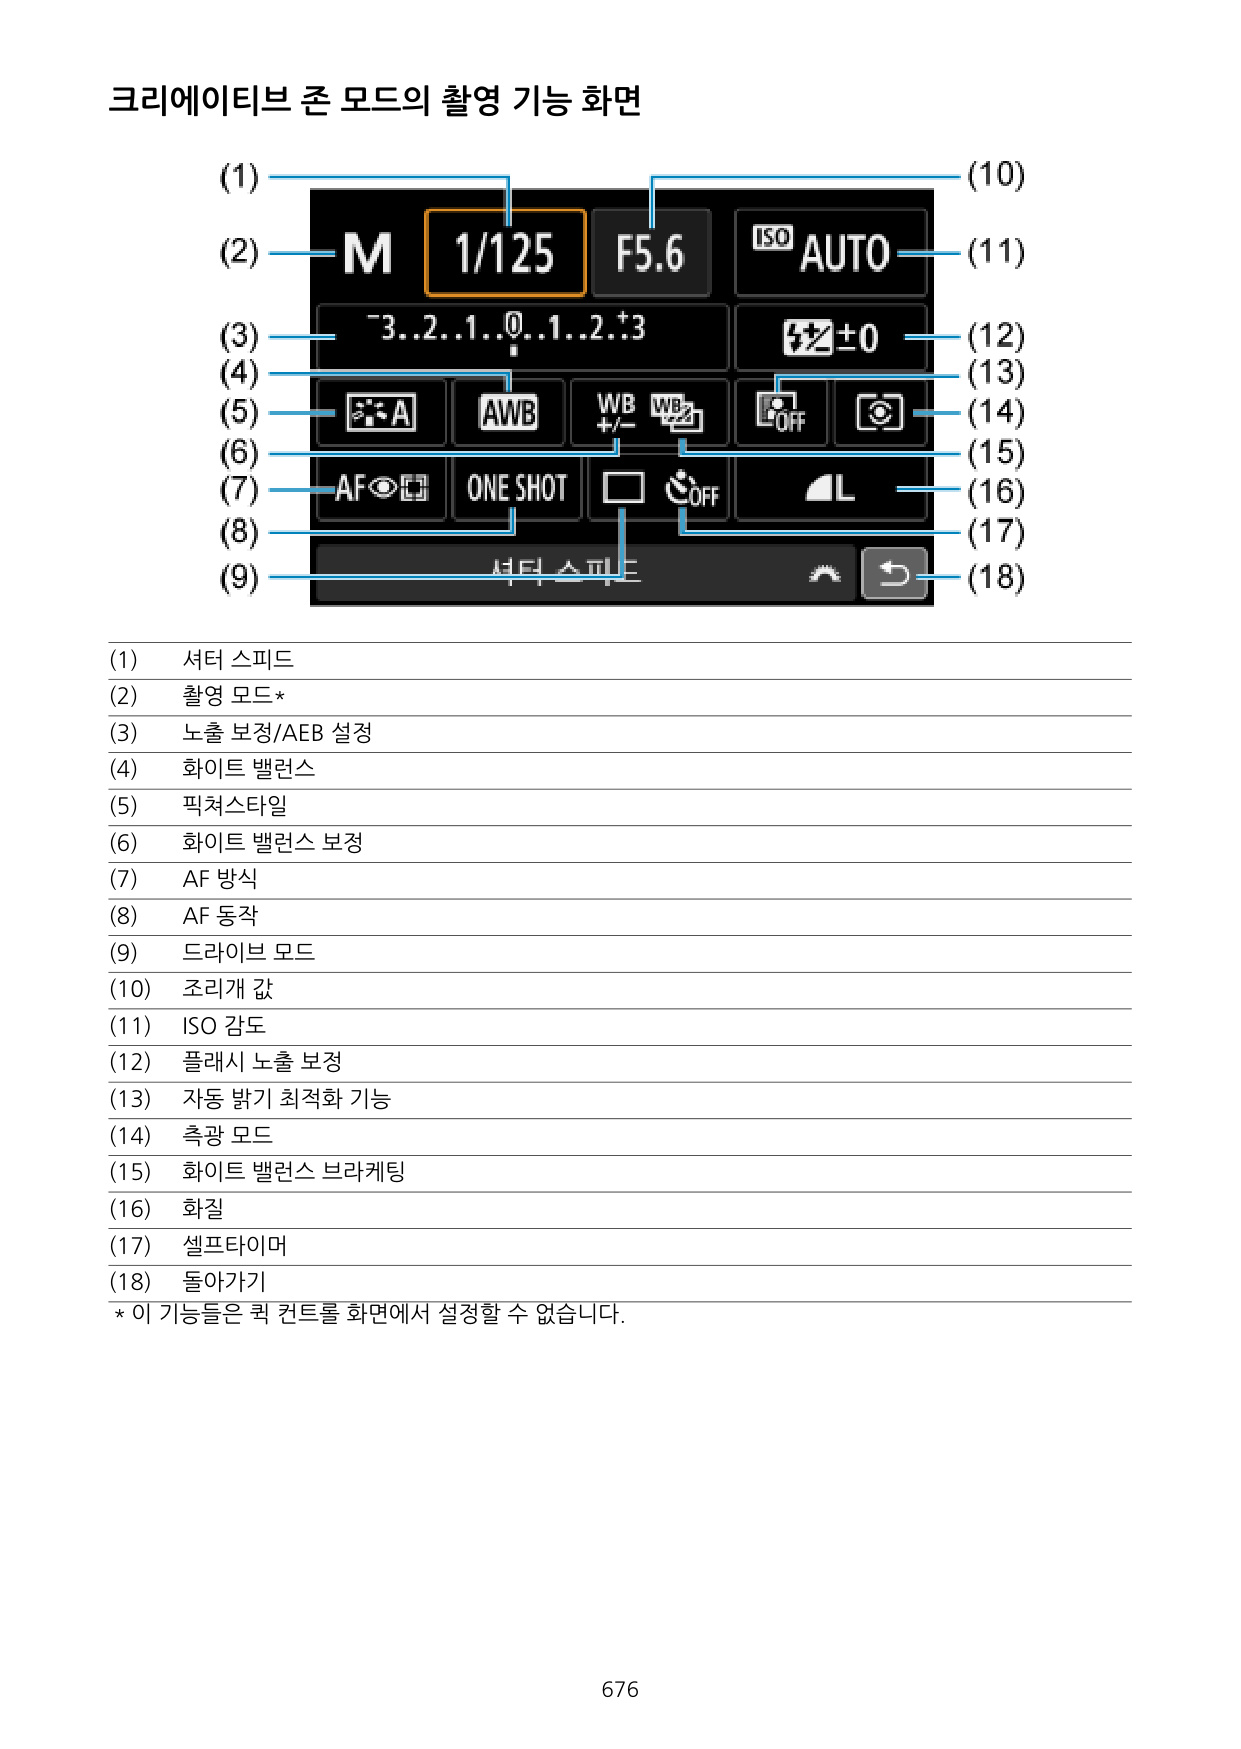 크리에이티브 존 모드의 촬영 기능 화면
(1)
(10)
(2) M 1/125 F5.6 ISO AUTO (11)
(3) -3..2..1..0..1..2..+3 ±0 (12)
(4)
(13)
(5) A AWB WB +/- WB OFF (14)
(6)
(15)
(7) AF ONE SHOT OFF L (16)
(8)
(17)
(9) 셔터 스피드 (18)
(1) 셔터 스피드
(2) 촬영 모드*
(3) 노출 보정/AEB 설정
(4) 화이트 밸런스
(5) 픽쳐스타일
(6) 화이트 밸런스 보정
(7) AF 방식
(8) AF 동작
(9) 드라이브 모드
(10) 조리개 값
(11) ISO 감도
(12) 플래시 노출 보정
(13) 자동 밝기 최적화 기능
(14) 측광 모드
(15) 화이트 밸런스 브라케팅
(16) 화질
(17) 셀프타이머
(18) 돌아가기
* 이 기능들은 퀵 컨트롤 화면에서 설정할 수 없습니다.
676